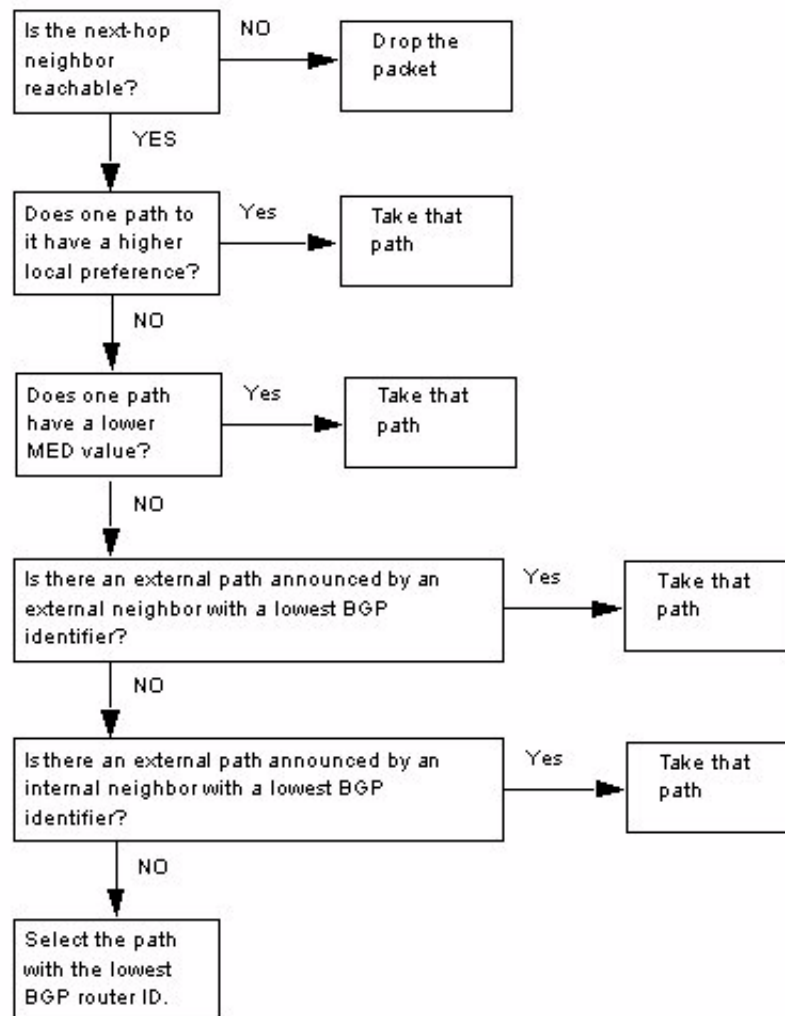 Is the next-hop
neighbor
reachable?
NO
Drop the
packet
YES
Does one path to
it have a higher
local preference?
Yes
Take that
path
NO
Does one path
have a lower
MED value?
Yes
Take that
path
NO
Is there an external path announced by an
external neighbor with a lowest BGP
identifier?
Yes
Take that
path
NO
Is there an external path announced by an
internal neighbor with a lowest BGP
identifier?
Yes
Take that
path
NO
Select the path
with the lowest
BGP router ID.